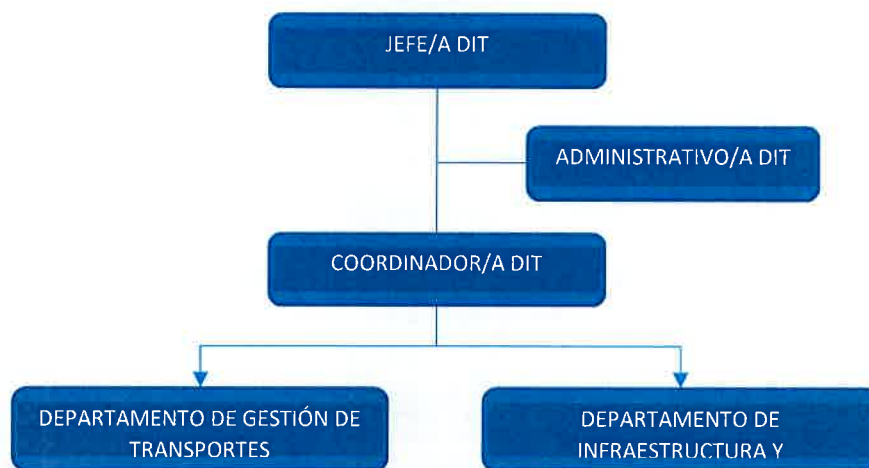 JEFE/A DIT
ADMINISTRATIVO/A DIT
COORDINADOR/A DIT
DEPARTAMENTO DE GESTIÓN DE
TRANSPORTES
DEPARTAMENTO DE
INFRAESTRUCTURA Y